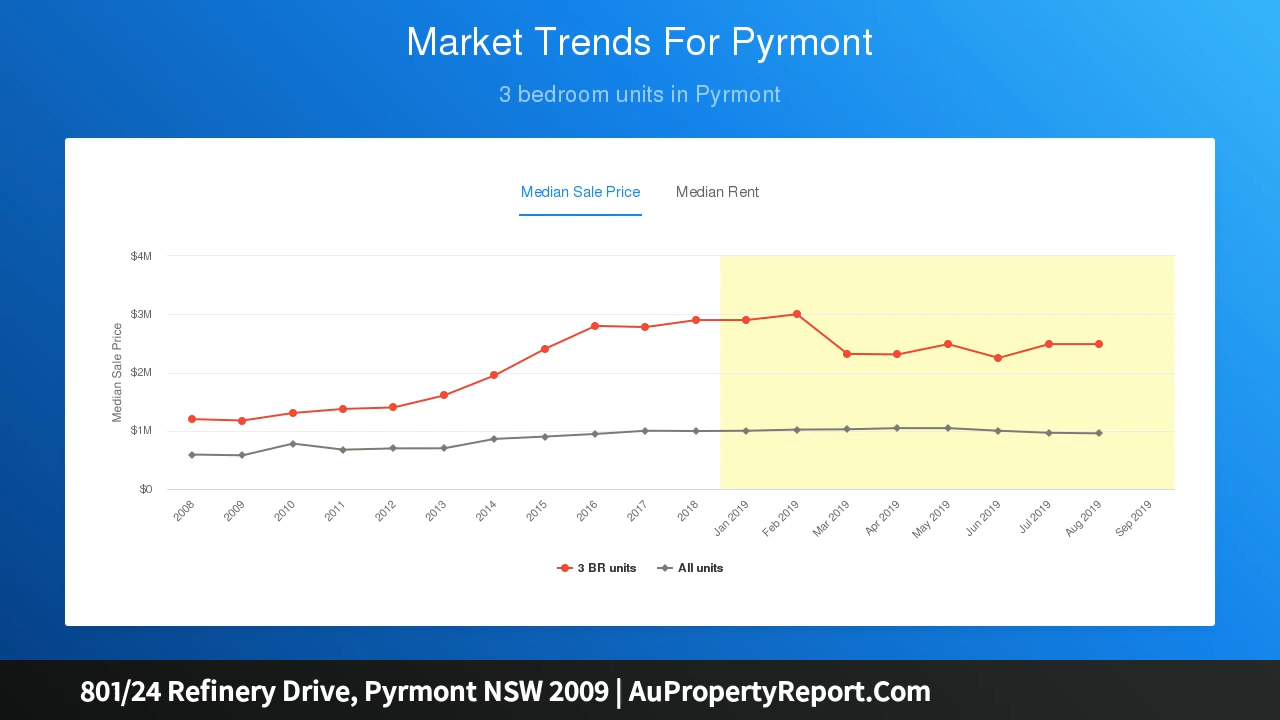 Market Trends For Pyrmont
3 bedroom units in Pyrmont
Median Sale Price Median Rent
$4M
$3M
$2M
$1M
$0
Median Sale Price
2008 2009 2010 2011 2012 2013 2014 2015 2016 2017 2018 Jan 2019 Feb 2019 Mar 2019 Apr 2019 May 2019 Jun 2019 Jul 2019 Aug 2019 Sep 2019
3 BR units All units
801/24 Refinery Drive, Pyrmont NSW 2009 | AuPropertyReport.Com